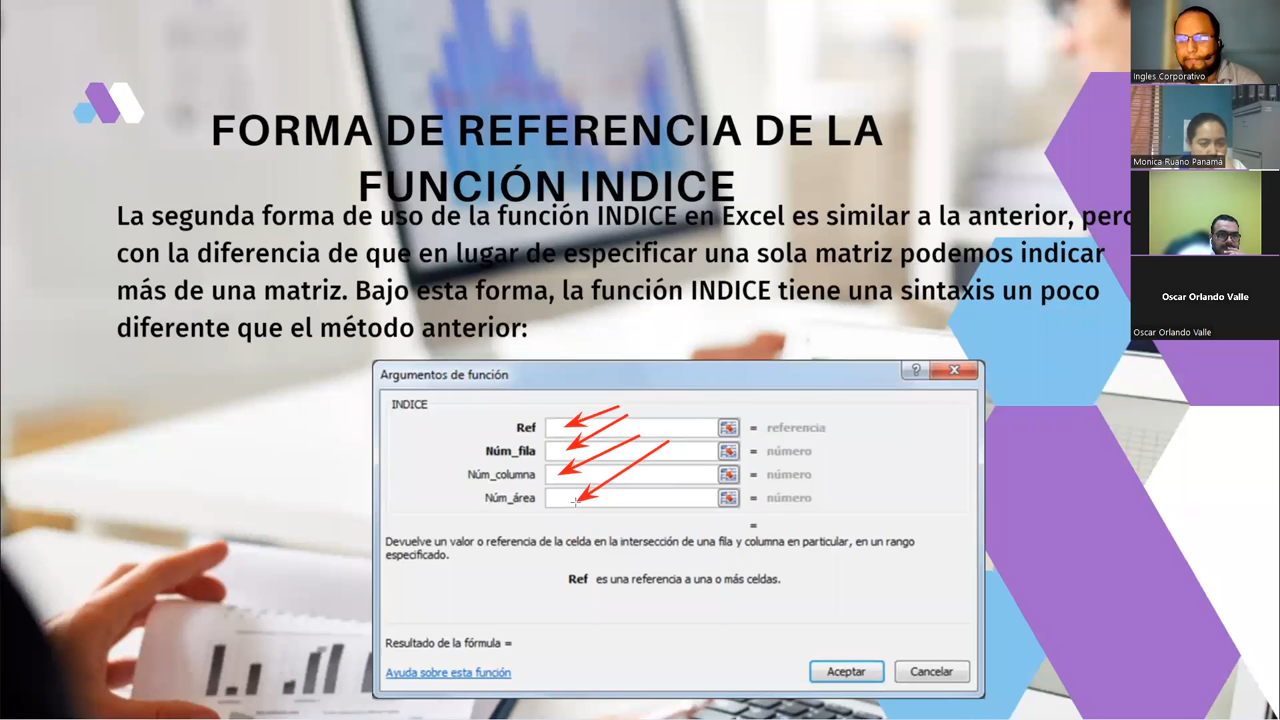 FORMA DE REFERENCIA DE LA
FUNCIÓN INDICE
La segunda forma de uso de la función INDICE en Excel es similar a la anterior, pero
con la diferencia de que en lugar de especificar una sola matriz podemos indicar
más de una matriz. Bajo esta forma, la función INDICE tiene una sintaxis un poco
diferente que el método anterior:
Argumentos de función
?
X
INDICE
Ref = referencia
Núm_fila = número
Núm_columna = número
Núm_área = número
=
Devuelve un valor o referencia de la celda en la intersección de una fila y columna en particular, en un rango
especificado.
Ref es una referencia a una o más celdas.
Resultado de la fórmula =
Ayuda sobre esta función
Aceptar
Cancelar
Ingles Corporativo
Monica Ruano Panamá
Oscar Orlando Valle
Oscar Orlando Valle